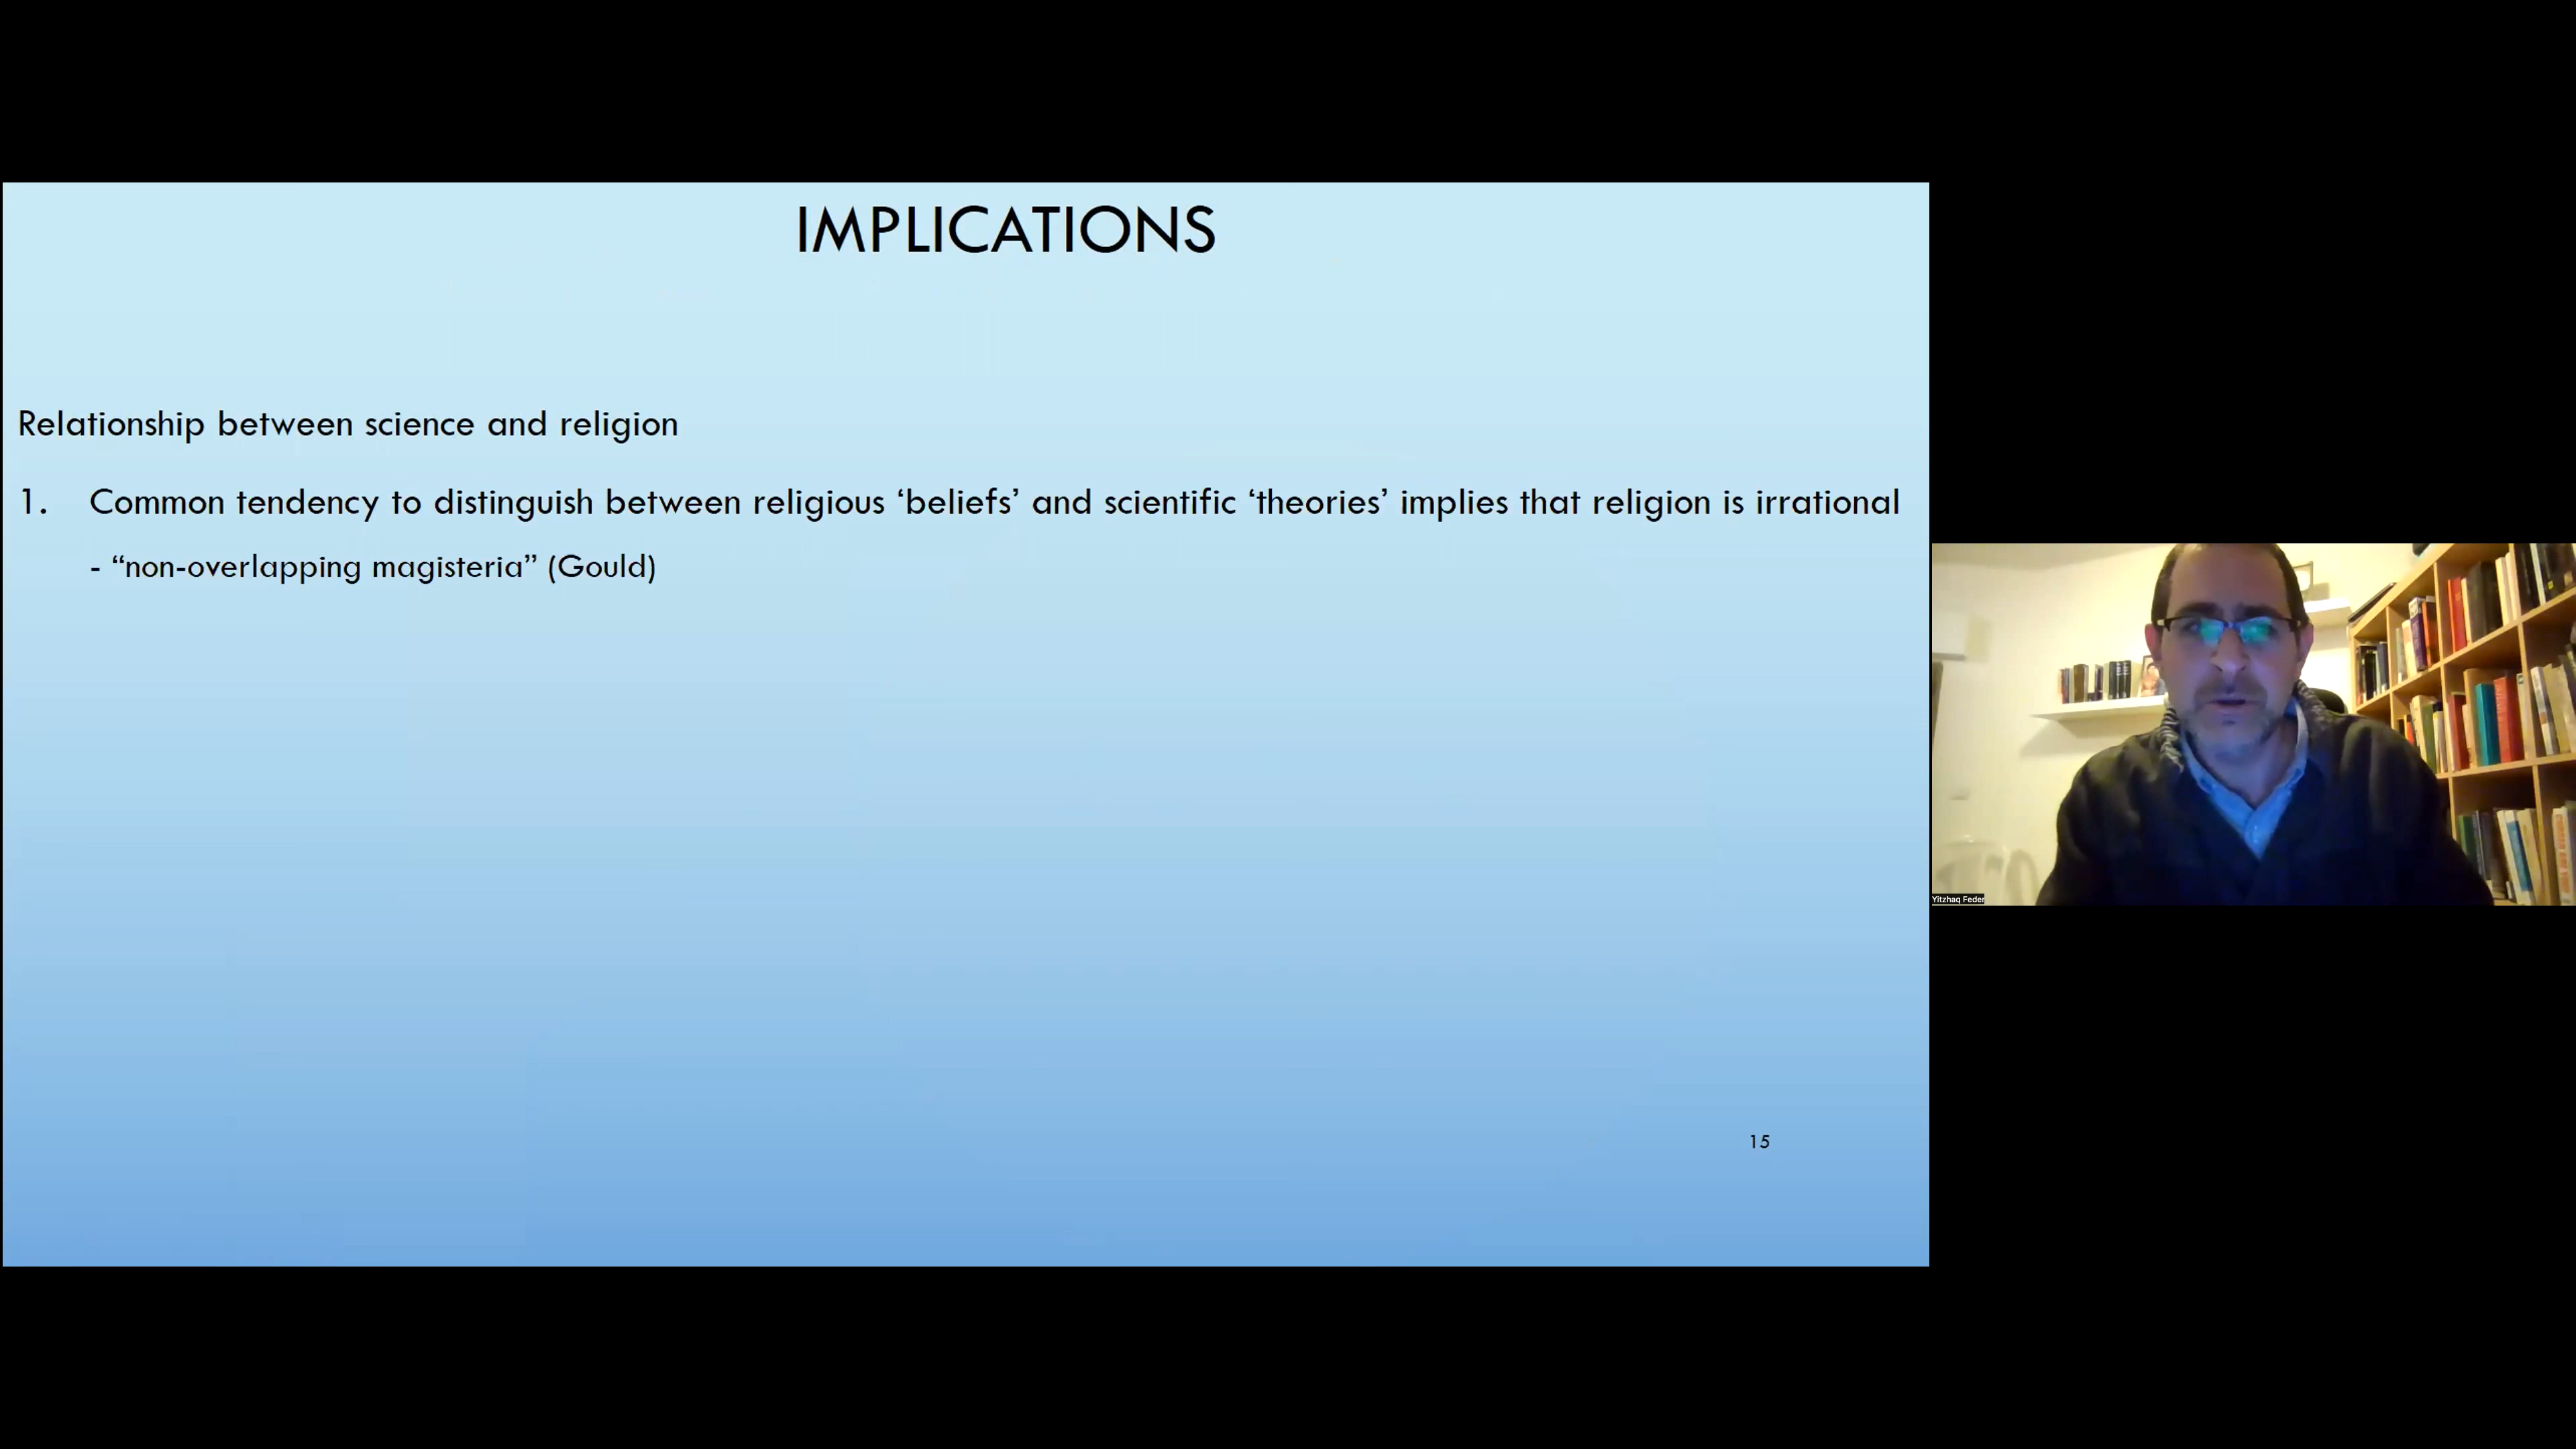 IMPLICATIONS
Relationship between science and religion
1. Common tendency to distinguish between religious ‘beliefs’ and scientific ‘theories’ implies that religion is irrational
- “non-overlapping magisteria” (Gould)
Yitzhaq Feder
15